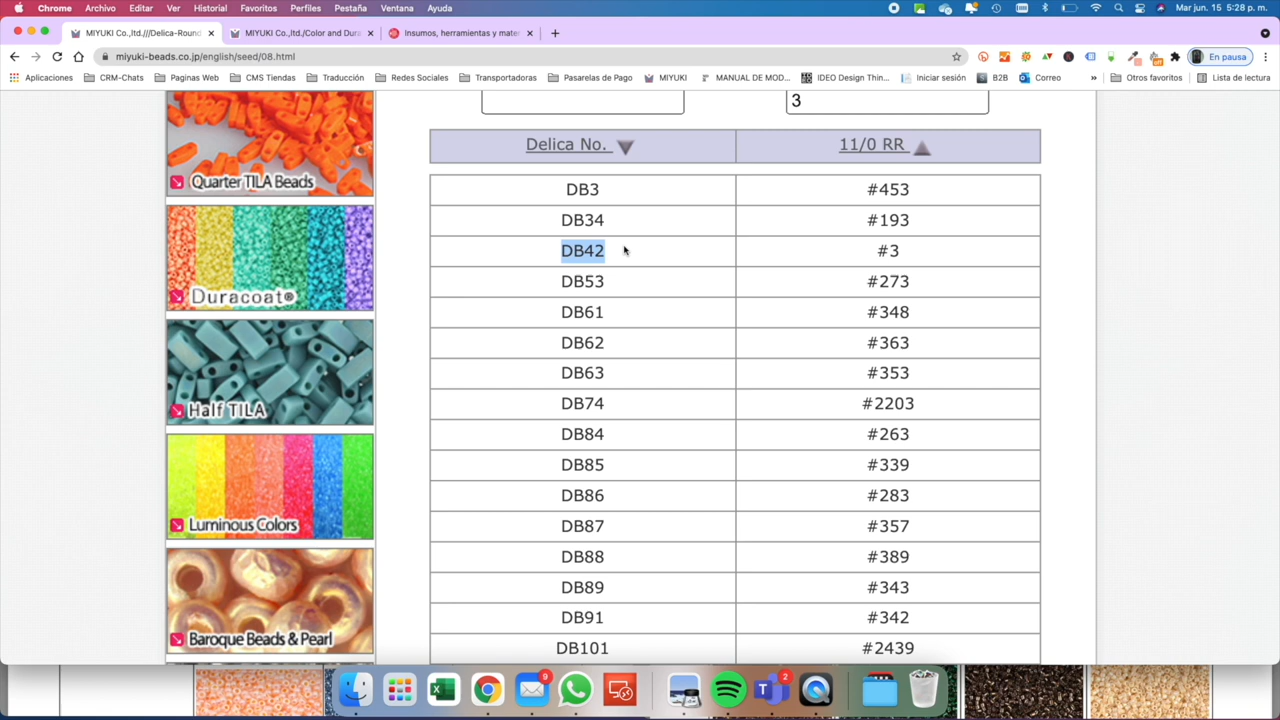 Chrome Archivo Editar Ver Historial Favoritos Perfiles Pestaña Ventana Ayuda Mar jun. 15 5:28 p. m.
MIYUKI Co.,ltd.///Delica-Round MIYUKI Co.,ltd./Color and Dura Insumos, herramientas y mater
miyuki-beads.co.jp/english/seed/08.html En pausa
Aplicaciones CRM-Chats Paginas Web CMS Tiendas Traducción Redes Sociales Transportadoras Pasarelas de Pago MIYUKI MANUAL DE MOD... IDEO Design Thin... Iniciar sesión B2B Correo » Otros favoritos Lista de lectura
3
Delica No. 11/0 RR
Quarter TILA Beads
DB3 #453
DB34 #193
DB42 #3
DB53 #273
Duracoat®
DB61 #348
DB62 #363
DB63 #353
DB74 #2203
Half TILA
DB84 #263
DB85 #339
DB86 #283
Luminous Colors
DB87 #357
DB88 #389
DB89 #343
DB91 #342
Baroque Beads & Pearl
DB101 #2439
9
2